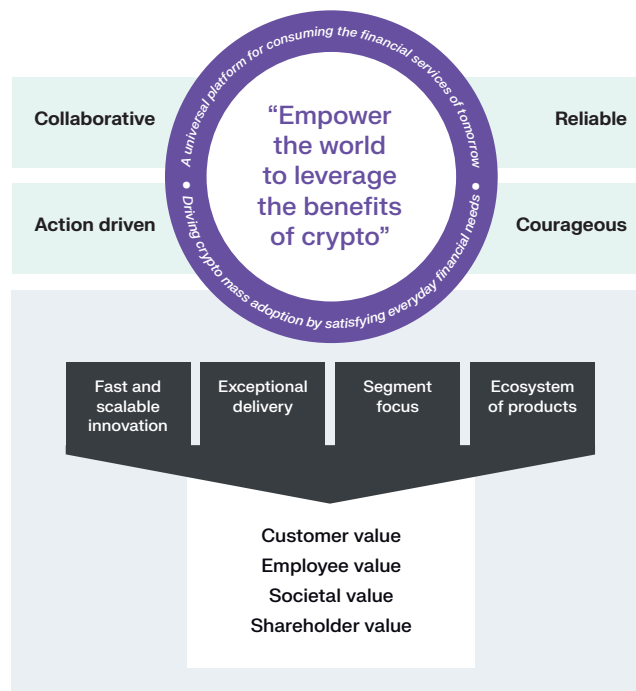 A universal platform for consuming the financial services of tomorrow
Collaborative
Reliable
“Empower
the world
to leverage
the benefits
of crypto”
Action driven
Courageous
Driving crypto mass adoption by satisfying everyday financial needs
Fast and
scalable
innovation
Exceptional
delivery
Segment
focus
Ecosystem
of products
Customer value
Employee value
Societal value
Shareholder value